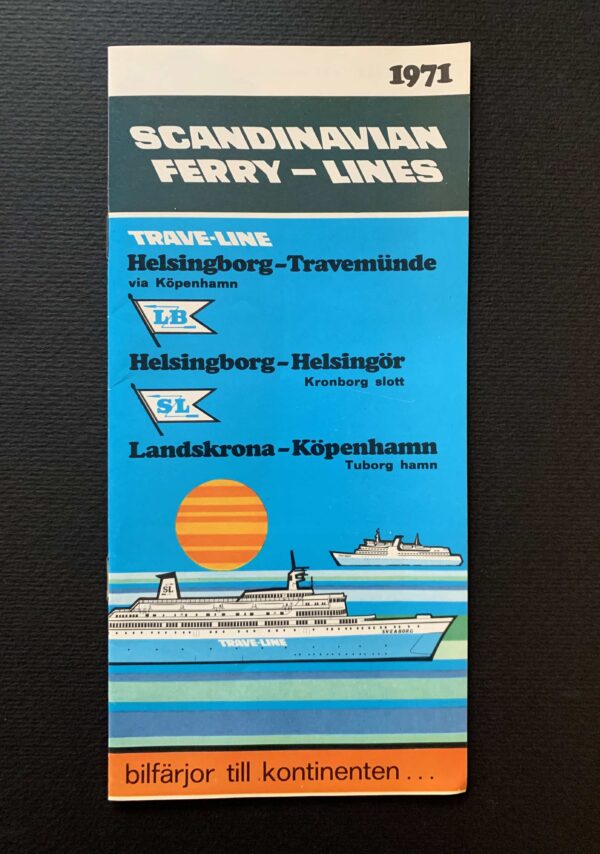 1971
SCANDINAVIAN
FERRY – LINES
TRAVE-LINE
Helsingborg – Travemünde
via Köpenhamn
LB
Helsingborg – Helsingör
Kronborg slott
SL
Landskrona – Köpenhamn
Tuborg hamn
SL
SVEABORG
TRAVE-LINE
bilfärjor till kontinenten . . .